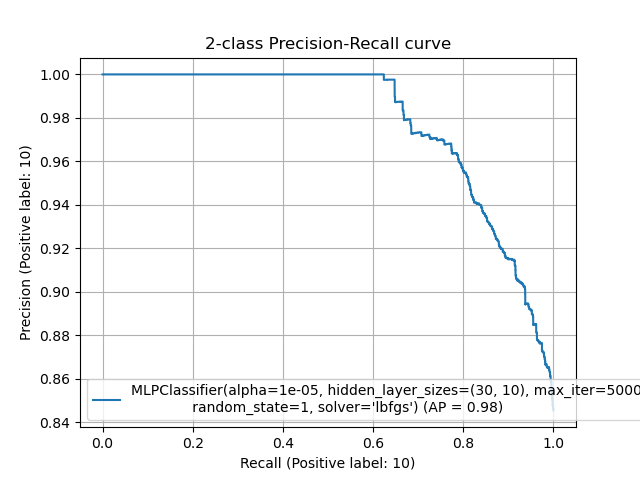 2-class Precision-Recall curve
1.00
0.98
0.96
0.94
0.92
0.90
0.88
0.86
0.84
Precision (Positive label: 10)
MLPClassifier(alpha=1e-05, hidden_layer_sizes=(30, 10), max_iter=5000
random_state=1, solver='lbfgs') (AP = 0.98)
0.0 0.2 0.4 0.6 0.8 1.0
Recall (Positive label: 10)